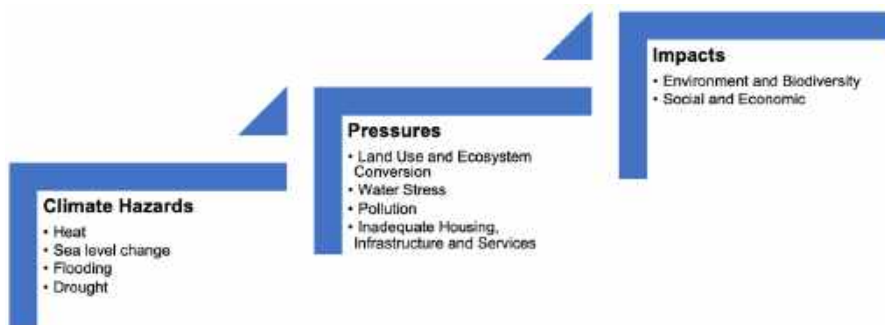 Climate Hazards
• Heat
• Sea level change
• Flooding
• Drought
Pressures
• Land Use and Ecosystem
Conversion
• Water Stress
• Pollution
• Inadequate Housing,
Infrastructure and Services
Impacts
• Environment and Biodiversity
• Social and Economic